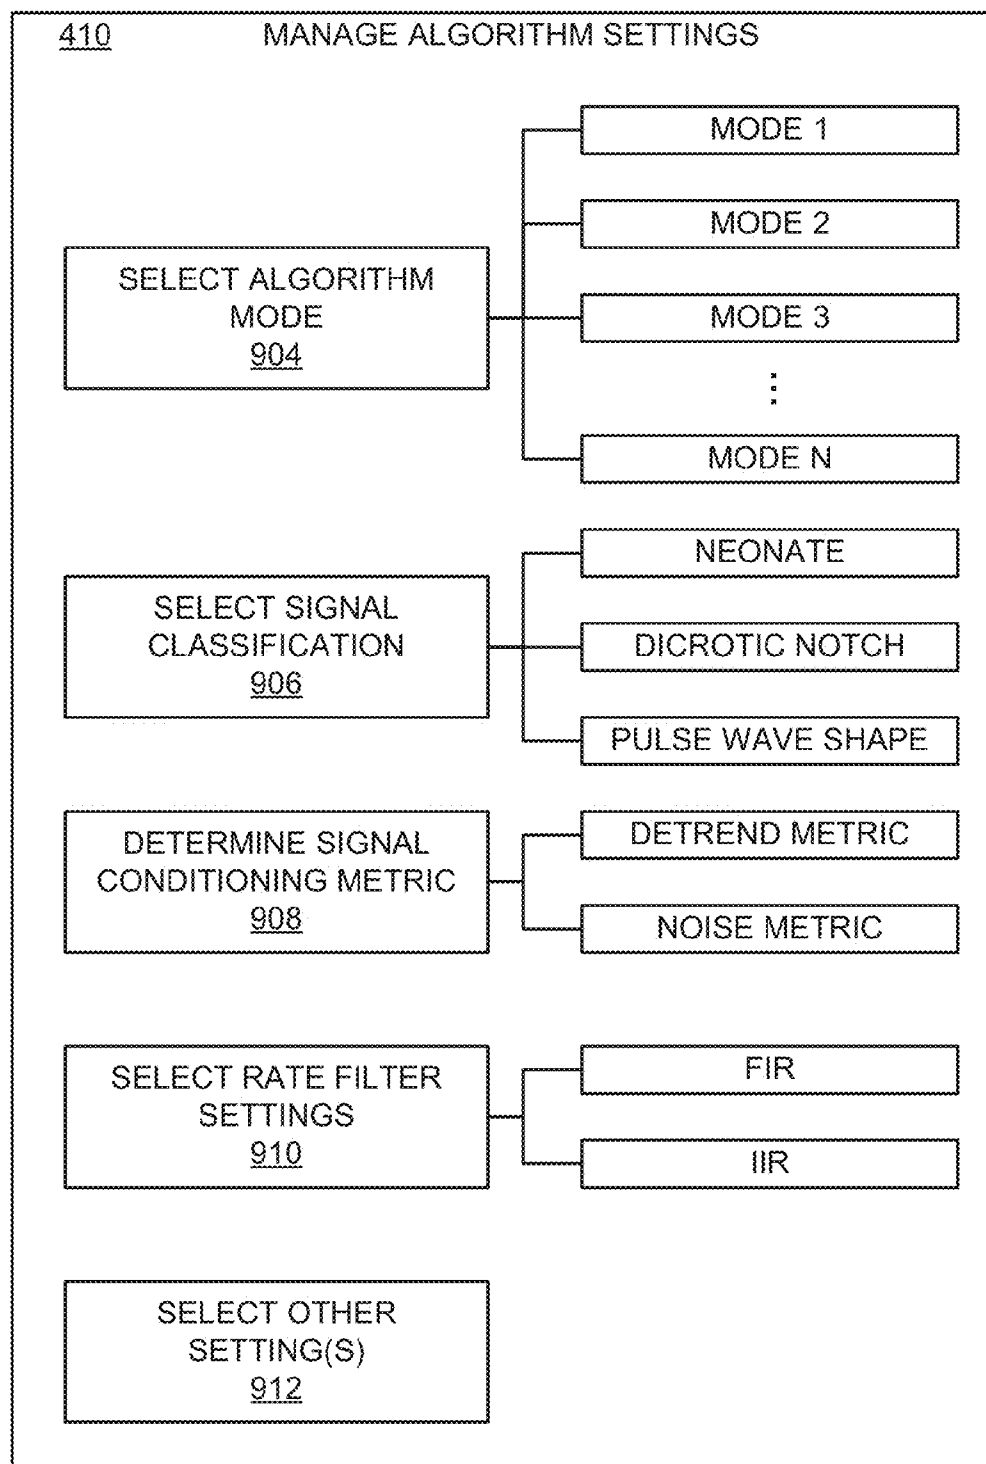 410 MANAGE ALGORITHM SETTINGS
SELECT ALGORITHM
MODE
904
MODE 1
MODE 2
MODE 3
⋮
MODE N
SELECT SIGNAL
CLASSIFICATION
906
NEONATE
DICROTIC NOTCH
PULSE WAVE SHAPE
DETERMINE SIGNAL
CONDITIONING METRIC
908
DETREND METRIC
NOISE METRIC
SELECT RATE FILTER
SETTINGS
910
FIR
IIR
SELECT OTHER
SETTING(S)
912